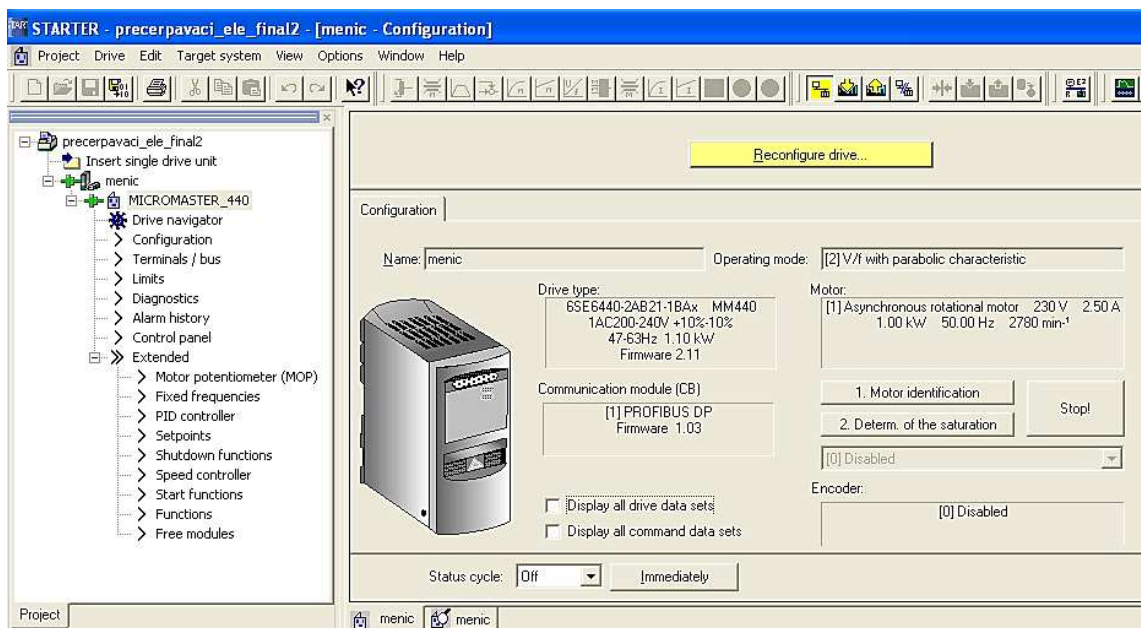 STARTER - precerpavaci_ele_final2 - [menic - Configuration]
Project Drive Edit Target system View Options Window Help
precerpavaci_ele_final2
Insert single drive unit
menic
MICROMASTER_440
Drive navigator
Configuration
Terminals / bus
Limits
Diagnostics
Alarm history
Control panel
Extended
Motor potentiometer (MOP)
Fixed frequencies
PID controller
Setpoints
Shutdown functions
Speed controller
Start functions
Functions
Free modules
Project
Reconfigure drive...
Configuration
Name: menic
Operating mode: [2] V/f with parabolic characteristic
Drive type:
6SE6440-2AB21-1BAx MM440
1AC200-240V +10%-10%
47-63Hz 1.10 kW
Firmware 2.11
Motor:
[1] Asynchronous rotational motor 230 V 2.50 A
1.00 kW 50.00 Hz 2780 min-¹
Communication module (CB)
[1] PROFIBUS DP
Firmware 1.03
1. Motor identification
2. Determ. of the saturation
Stop!
[0] Disabled
Encoder:
[0] Disabled
Display all drive data sets
Display all command data sets
Status cycle: Off Immediately
menic menic